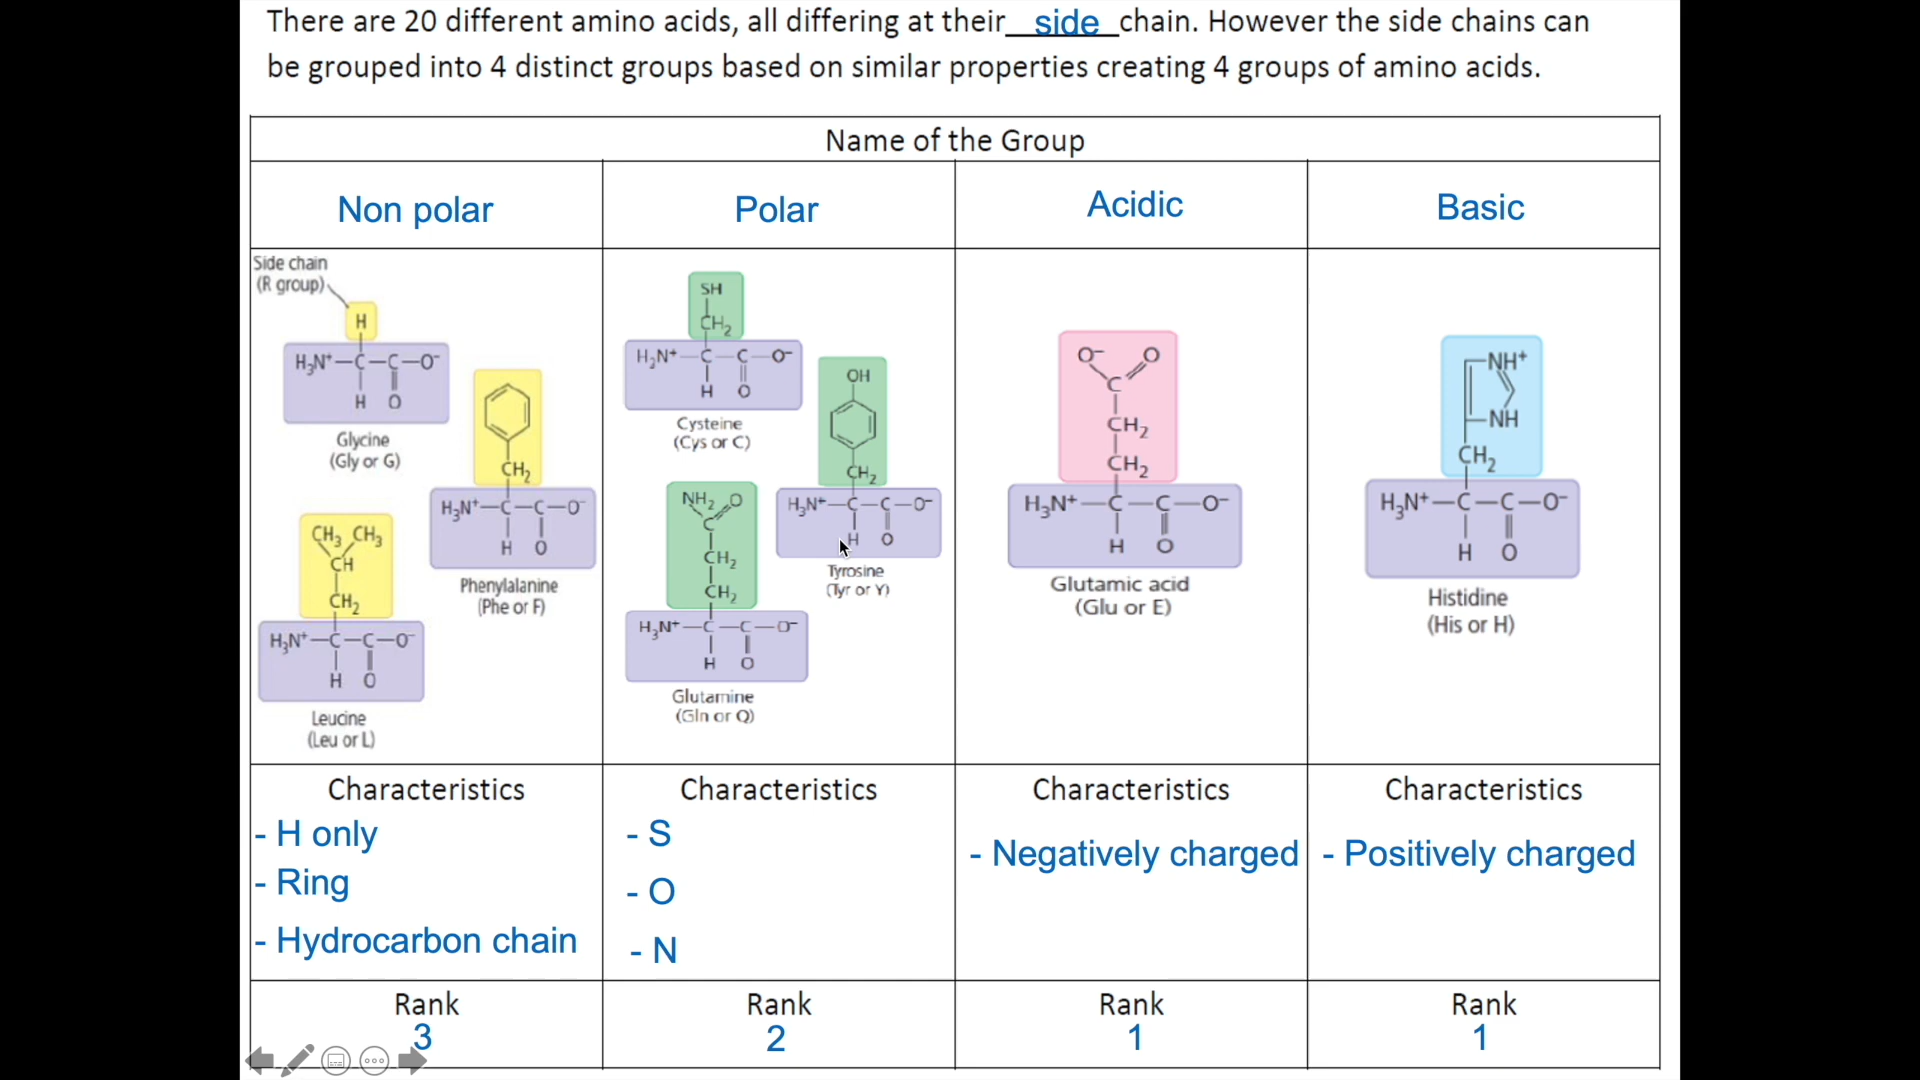 There are 20 different amino acids, all differing at their side chain. However the side chains can
be grouped into 4 distinct groups based on similar properties creating 4 groups of amino acids.
Name of the Group
Non polar
Polar
Acidic
Basic
Side chain
(R group)
H
H₃N⁺—C—C—O⁻
H O
Glycine
(Gly or G)
CH₂
H₃N⁺—C—C—O⁻
H O
Phenylalanine
(Phe or F)
CH₃ CH₃
CH
CH₂
H₃N⁺—C—C—O⁻
H O
Leucine
(Leu or L)
SH
CH₂
H₃N⁺—C—C—O⁻
H O
Cysteine
(Cys or C)
OH
CH₂
H₃N⁺—C—C—O⁻
H O
Tyrosine
(Tyr or Y)
NH₂ O
C
CH₂
CH₂
H₃N⁺—C—C—O⁻
H O
Glutamine
(Gln or Q)
O⁻ O
C
CH₂
CH₂
H₃N⁺—C—C—O⁻
H O
Glutamic acid
(Glu or E)
NH⁺
NH
CH₂
H₃N⁺—C—C—O⁻
H O
Histidine
(His or H)
Characteristics
- H only
- Ring
- Hydrocarbon chain
Characteristics
- S
- O
- N
Characteristics
- Negatively charged
Characteristics
- Positively charged
Rank
3
Rank
2
Rank
1
Rank
1